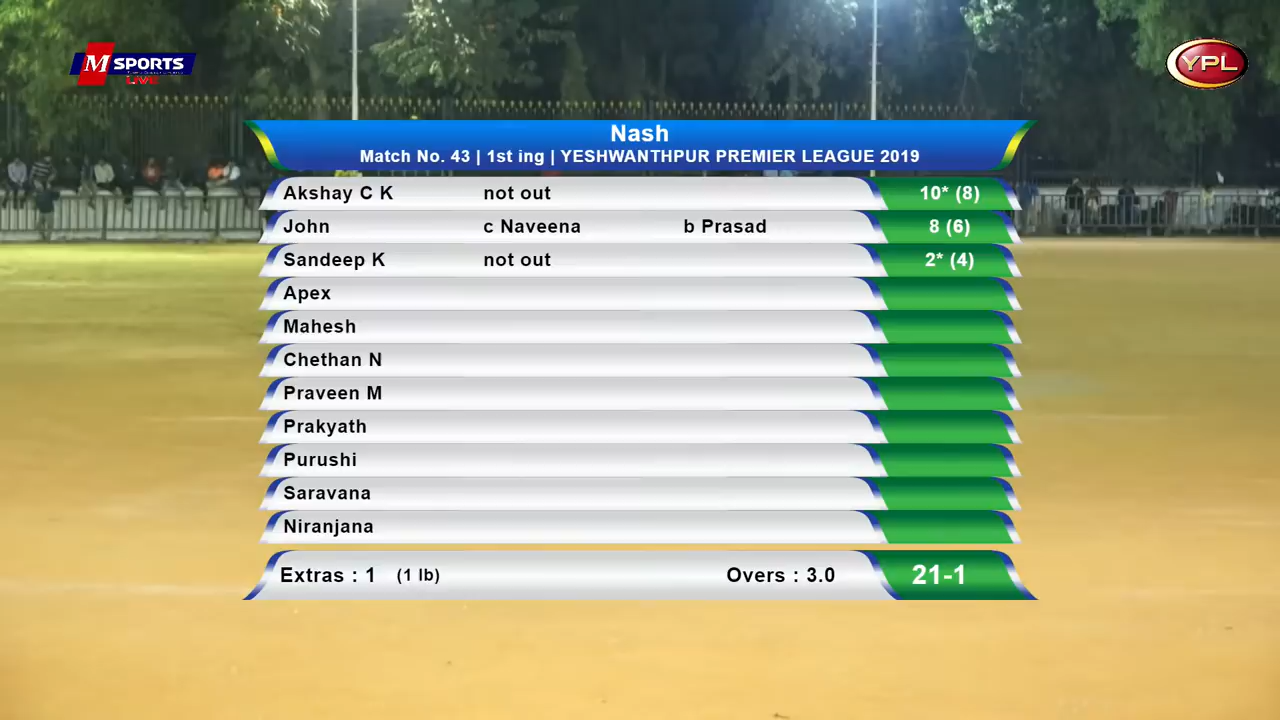 M SPORTS
LIVE
YPL
Nash
Match No. 43 | 1st ing | YESHWANTHPUR PREMIER LEAGUE 2019
Akshay C K not out 10* (8)
John c Naveena b Prasad 8 (6)
Sandeep K not out 2* (4)
Apex
Mahesh
Chethan N
Praveen M
Prakyath
Purushi
Saravana
Niranjana
Extras : 1 (1 lb) Overs : 3.0 21-1